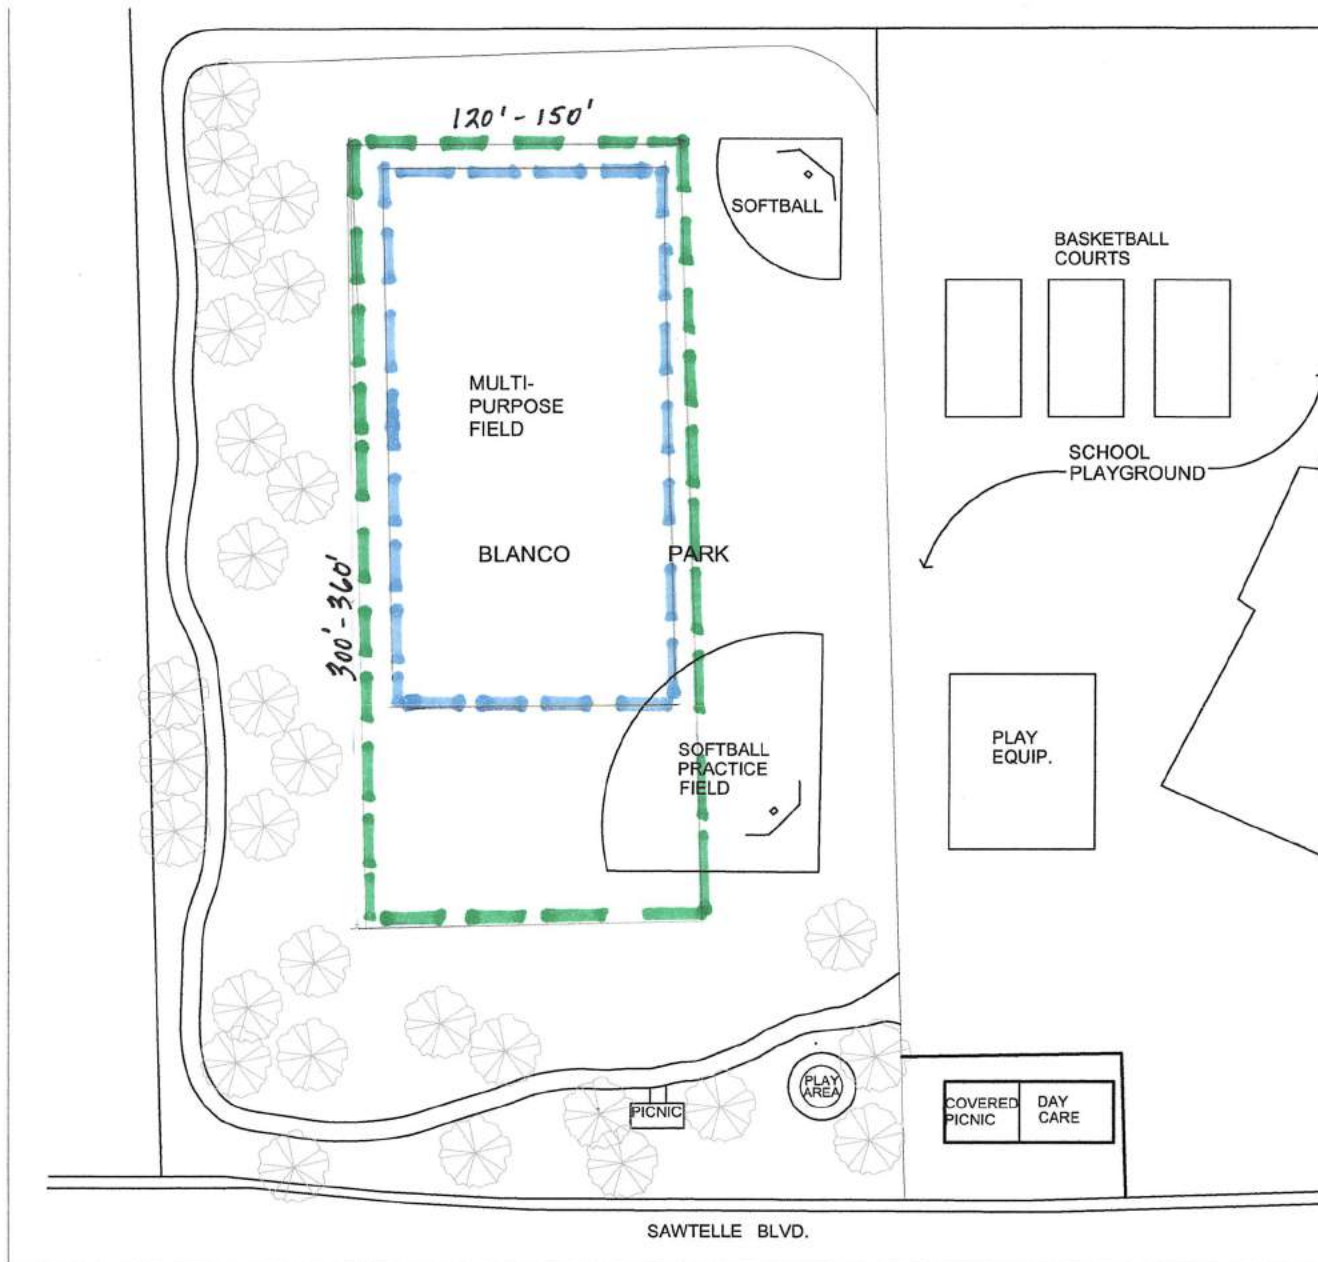 120'-150'
SOFTBALL
BASKETBALL
COURTS
MULTI-
PURPOSE
FIELD
SCHOOL
PLAYGROUND
BLANCO PARK
300'-360'
SOFTBALL
PRACTICE
FIELD
PLAY
EQUIP.
PLAY
AREA
PICNIC
COVERED
PICNIC
DAY
CARE
SAWTELLE BLVD.